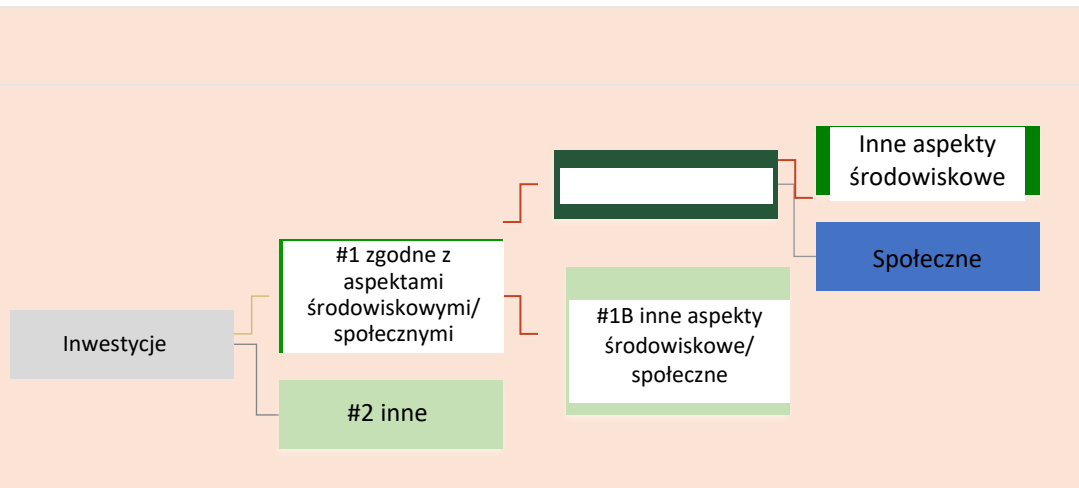 Inwestycje
#1 zgodne z
aspektami
środowiskowymi/
społecznymi
#2 inne
#1B inne aspekty
środowiskowe/
społeczne
Inne aspekty
środowiskowe
Społeczne